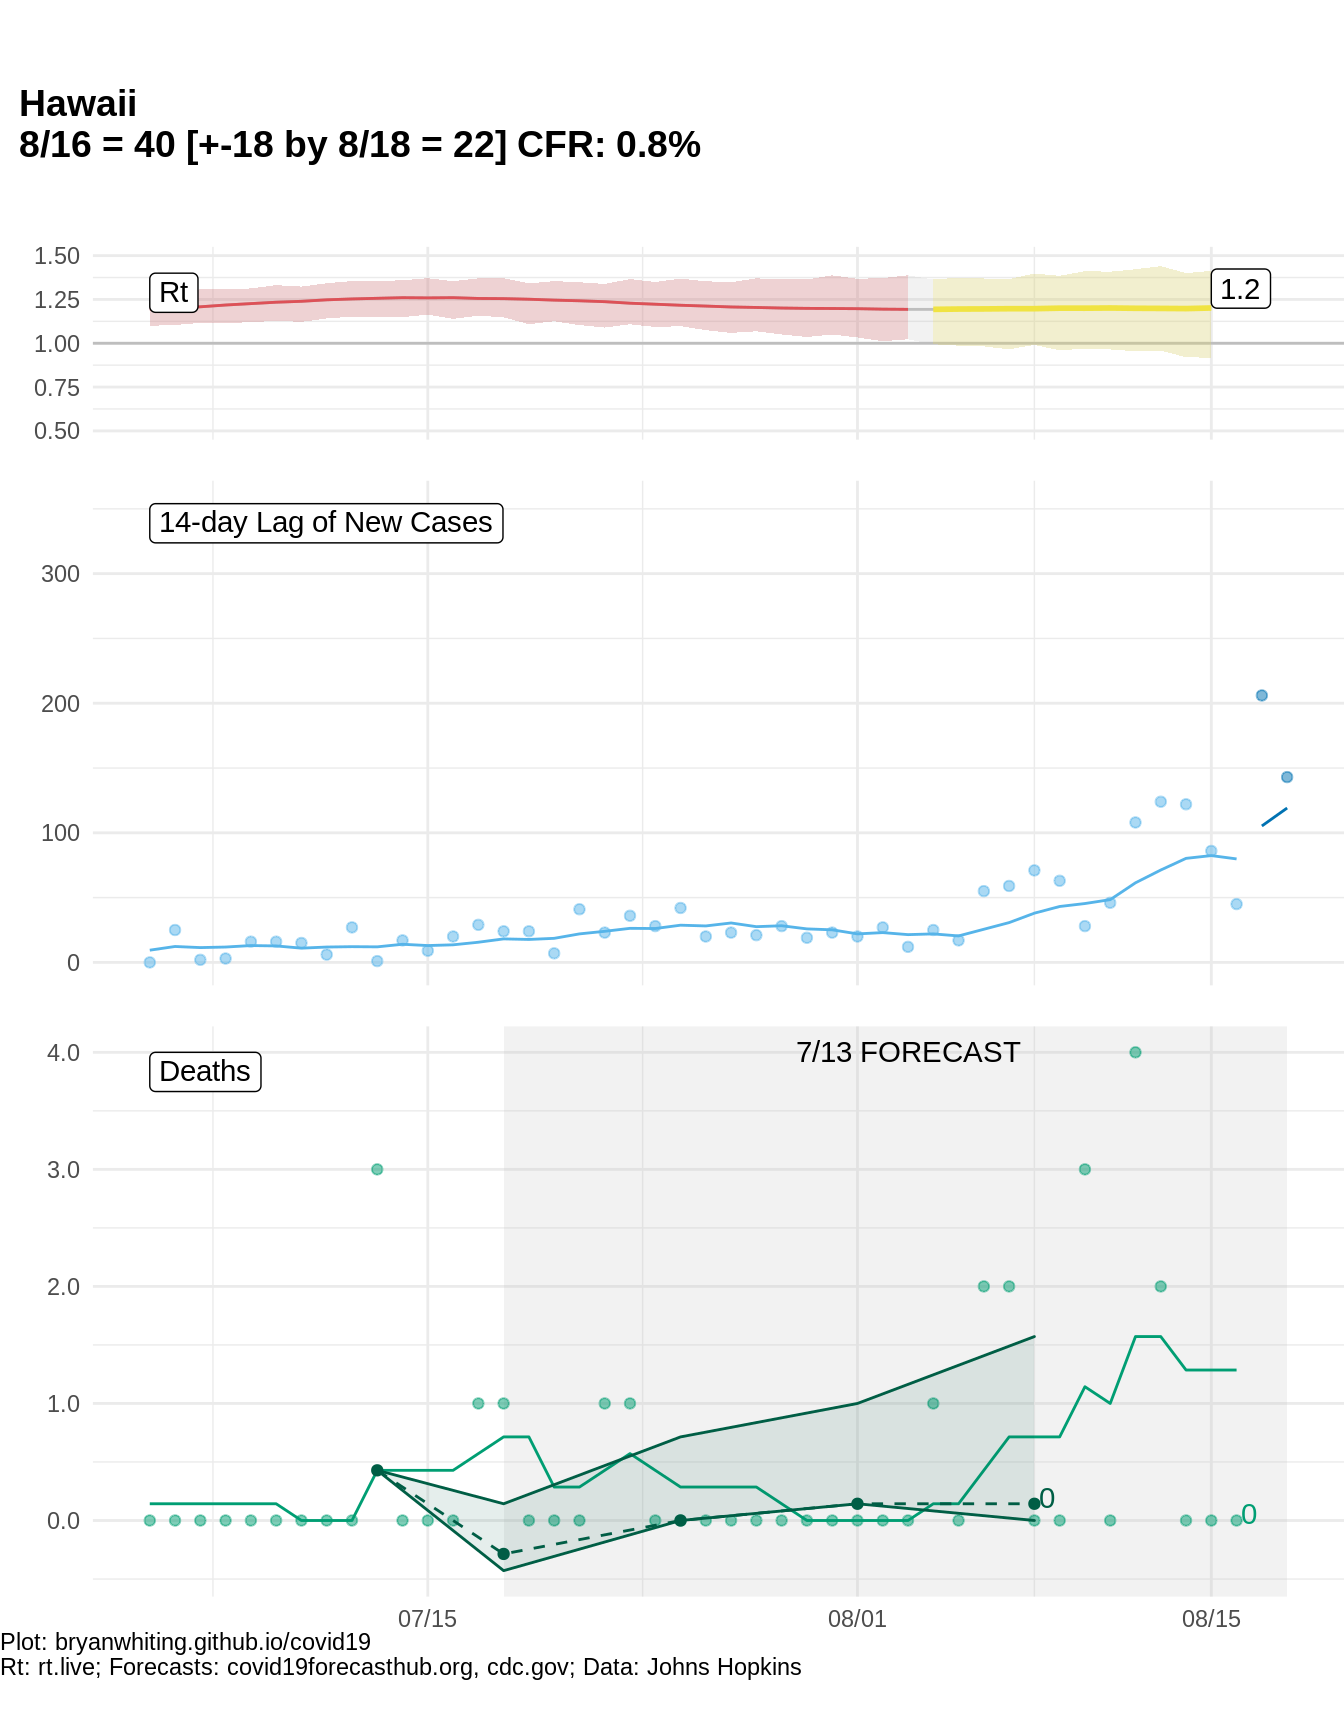 Hawaii
8/16 = 40 [+-18 by 8/18 = 22] CFR: 0.8%
1.50
Rt
1.2
1.25
1.00
0.75
0.50
14-day Lag of New Cases
300
200
100
0
7/13 FORECAST
4.0
Deaths
3.0
2.0
1.0
0
0
0.0
07/15 08/01 08/15
Plot: bryanwhiting.github.io/covid19
Rt: rt.live; Forecasts: covid19forecasthub.org, cdc.gov; Data: Johns Hopkins